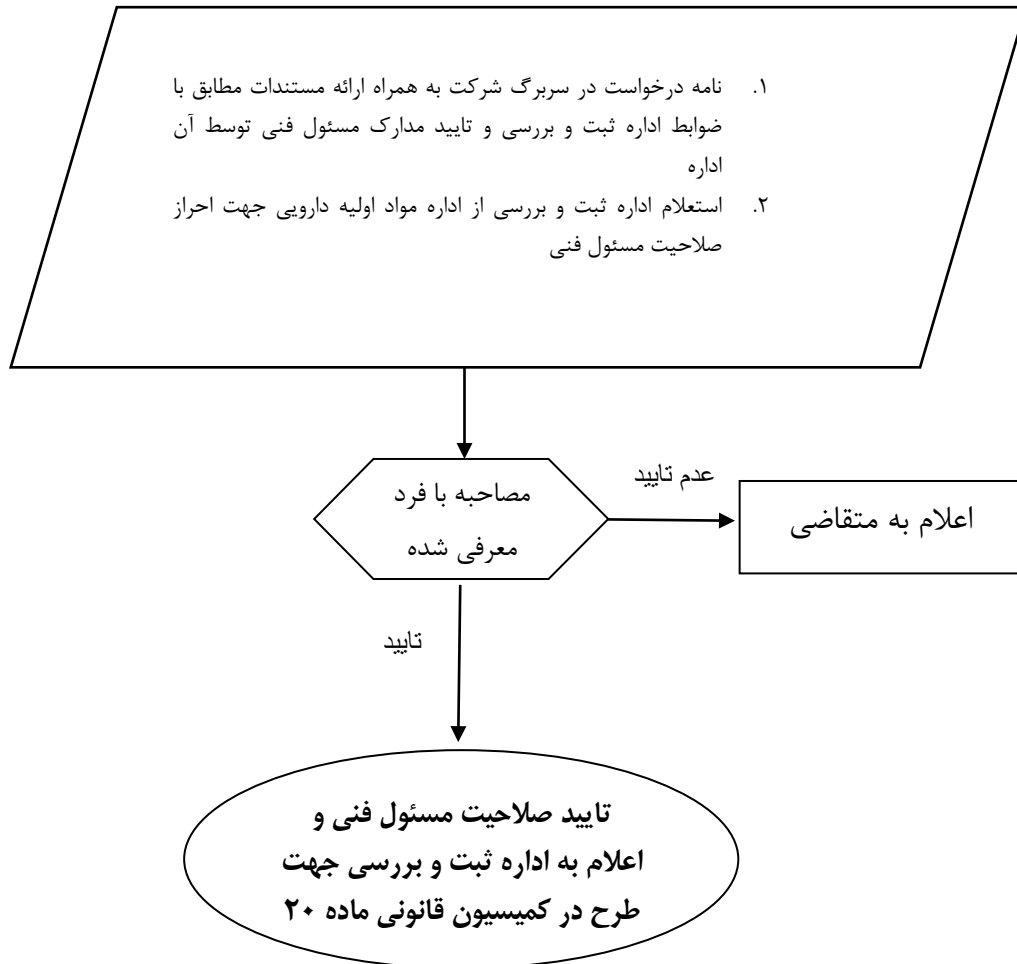 ۱. نامه درخواست در سربرگ شرکت به همراه ارائه مستندات مطابق با
ضوابط اداره ثبت و بررسی و تایید مدارک مسئول فنی توسط آن
اداره
۲. استعلام اداره ثبت و بررسی از اداره مواد اولیه دارویی جهت احراز
صلاحیت مسئول فنی
مصاحبه با فرد
معرفی شده
عدم تایید
اعلام به متقاضی
تایید
تایید صلاحیت مسئول فنی و
اعلام به اداره ثبت و بررسی جهت
طرح در کمیسیون قانونی ماده ۲۰